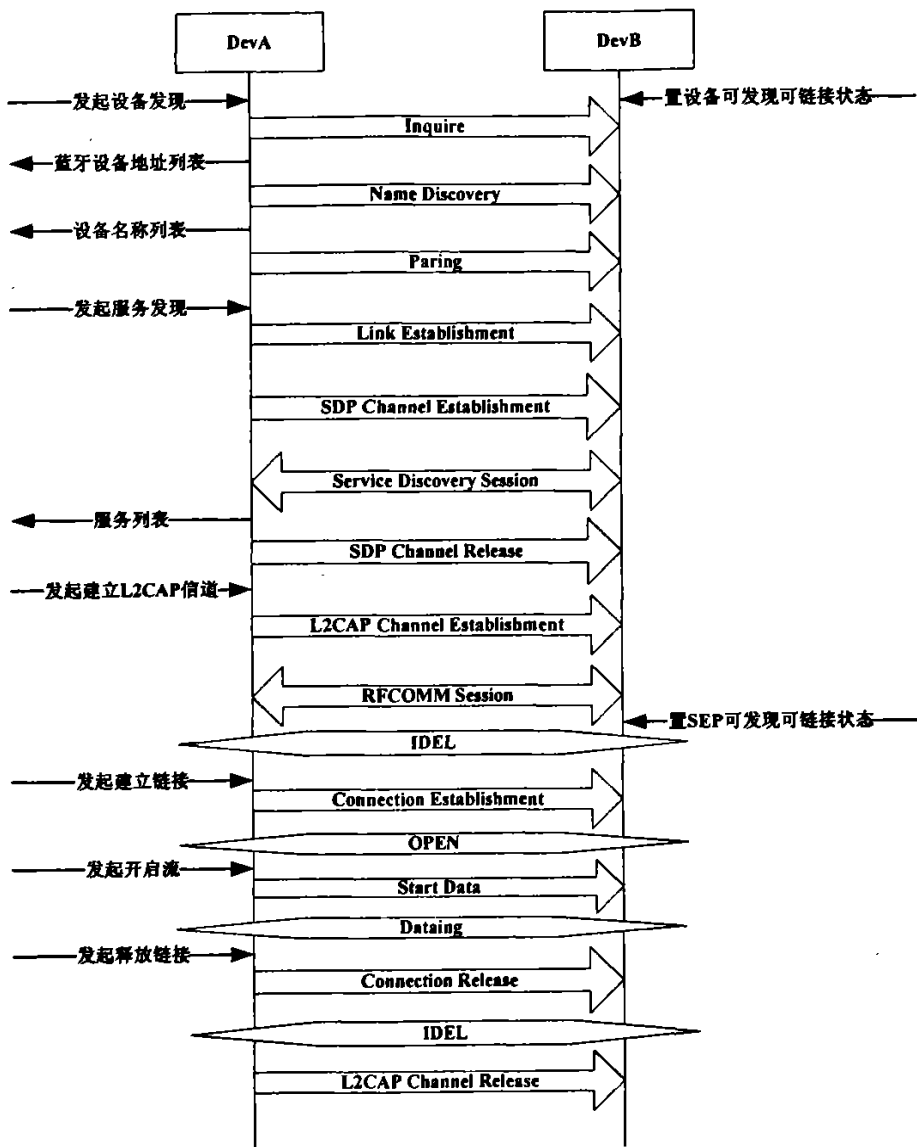 DevA
DevB
发起设备发现
置设备可发现可链接状态
Inquire
蓝牙设备地址列表
Name Discovery
设备名称列表
Paring
发起服务发现
Link Establishment
SDP Channel Establishment
Service Discovery Session
服务列表
SDP Channel Release
发起建立L2CAP信道
L2CAP Channel Establishment
RFCOMM Session
置SEP可发现可链接状态
IDEL
发起建立链接
Connection Establishment
OPEN
发起开启流
Start Data
Dataing
发起释放链接
Connection Release
IDEL
L2CAP Channel Release